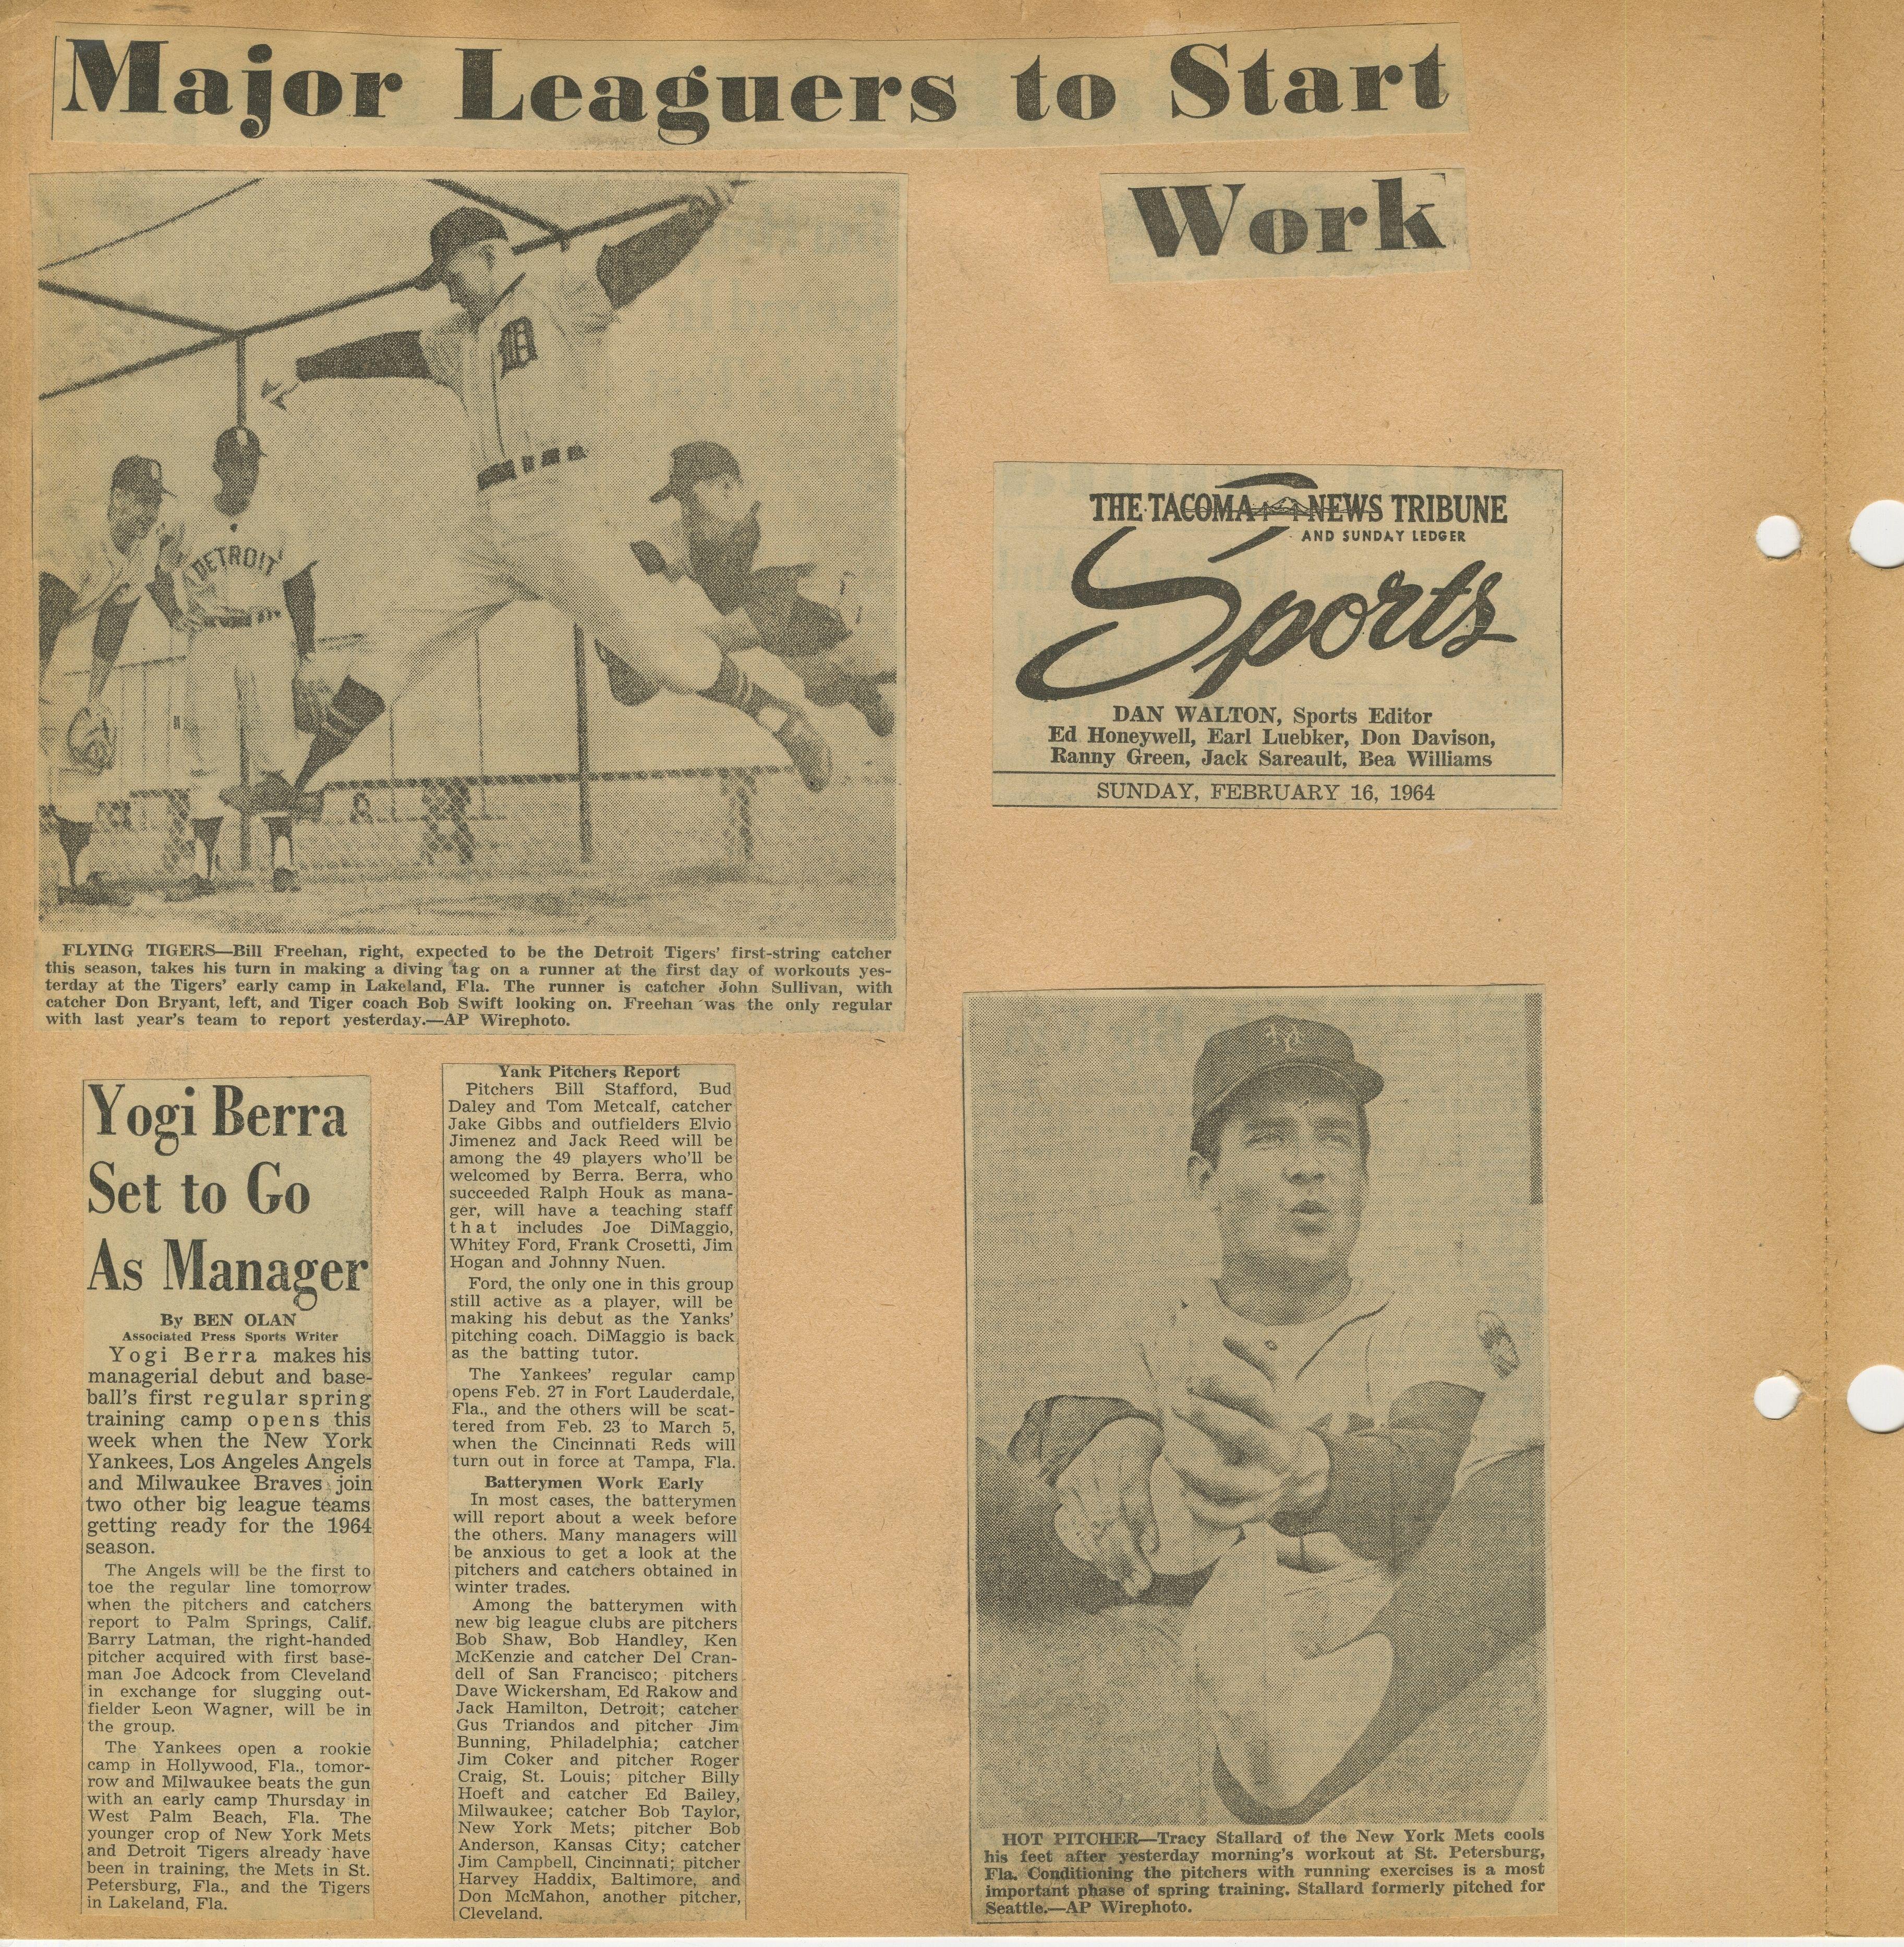 Major Leaguers to Start
Work
DETROIT
THE TACOMA NEWS TRIBUNE
AND SUNDAY LEDGER
Sports
DAN WALTON, Sports Editor
Ed Honeywell, Earl Luebker, Don Davison,
Ranny Green, Jack Sareault, Bea Williams
SUNDAY, FEBRUARY 16, 1964
FLYING TIGERS—Bill Freehan, right, expected to be the Detroit Tigers' first-string catcher
this season, takes his turn in making a diving tag on a runner at the first day of workouts yes-
terday at the Tigers' early camp in Lakeland, Fla. The runner is catcher John Sullivan, with
catcher Don Bryant, left, and Tiger coach Bob Swift looking on. Freehan was the only regular
with last year's team to report yesterday.—AP Wirephoto.
Yogi Berra
Set to Go
As Manager
By BEN OLAN
Associated Press Sports Writer
Yogi Berra makes his
managerial debut and base-
ball's first regular spring
training camp opens this
week when the New York
Yankees, Los Angeles Angels
and Milwaukee Braves join
two other big league teams
getting ready for the 1964
season.
The Angels will be the first to
toe the regular line tomorrow
when the pitchers and catchers
report to Palm Springs, Calif.
Barry Latman, the right-handed
pitcher acquired with first base-
man Joe Adcock from Cleveland
in exchange for slugging out-
fielder Leon Wagner, will be in
the group.
The Yankees open a rookie
camp in Hollywood, Fla., tomor-
row and Milwaukee beats the gun
with an early camp Thursday in
West Palm Beach, Fla. The
younger crop of New York Mets
and Detroit Tigers already have
been in training, the Mets in St.
Petersburg, Fla., and the Tigers
in Lakeland, Fla.
Yank Pitchers Report
Pitchers Bill Stafford, Bud
Daley and Tom Metcalf, catcher
Jake Gibbs and outfielders Elvio
Jimenez and Jack Reed will be
among the 49 players who'll be
welcomed by Berra. Berra, who
succeeded Ralph Houk as mana-
ger, will have a teaching staff
that includes Joe DiMaggio,
Whitey Ford, Frank Crosetti, Jim
Hogan and Johnny Nuen.
Ford, the only one in this group
still active as a player, will be
making his debut as the Yanks'
pitching coach. DiMaggio is back
as the batting tutor.
The Yankees' regular camp
opens Feb. 27 in Fort Lauderdale,
Fla., and the others will be scat-
tered from Feb. 23 to March 5,
when the Cincinnati Reds will
turn out in force at Tampa, Fla.
Batterymen Work Early
In most cases, the batterymen
will report about a week before
the others. Many managers will
be anxious to get a look at the
pitchers and catchers obtained in
winter trades.
Among the batterymen with
new big league clubs are pitchers
Bob Shaw, Bob Handley, Ken
McKenzie and catcher Del Cran-
dell of San Francisco; pitchers
Dave Wickersham, Ed Rakow and
Jack Hamilton, Detroit; catcher
Gus Triandos and pitcher Jim
Bunning, Philadelphia; catcher
Jim Coker and pitcher Roger
Craig, St. Louis; pitcher Billy
Hoeft and catcher Ed Bailey,
Milwaukee; catcher Bob Taylor,
New York Mets; pitcher Bob
Anderson, Kansas City; catcher
Jim Campbell, Cincinnati; pitcher
Harvey Haddix, Baltimore, and
Don McMahon, another pitcher,
Cleveland.
HOT PITCHER—Tracy Stallard of the New York Mets cools
his feet after yesterday morning's workout at St. Petersburg,
Fla. Conditioning the pitchers with running exercises is a most
important phase of spring training. Stallard formerly pitched for
Seattle.—AP Wirephoto.